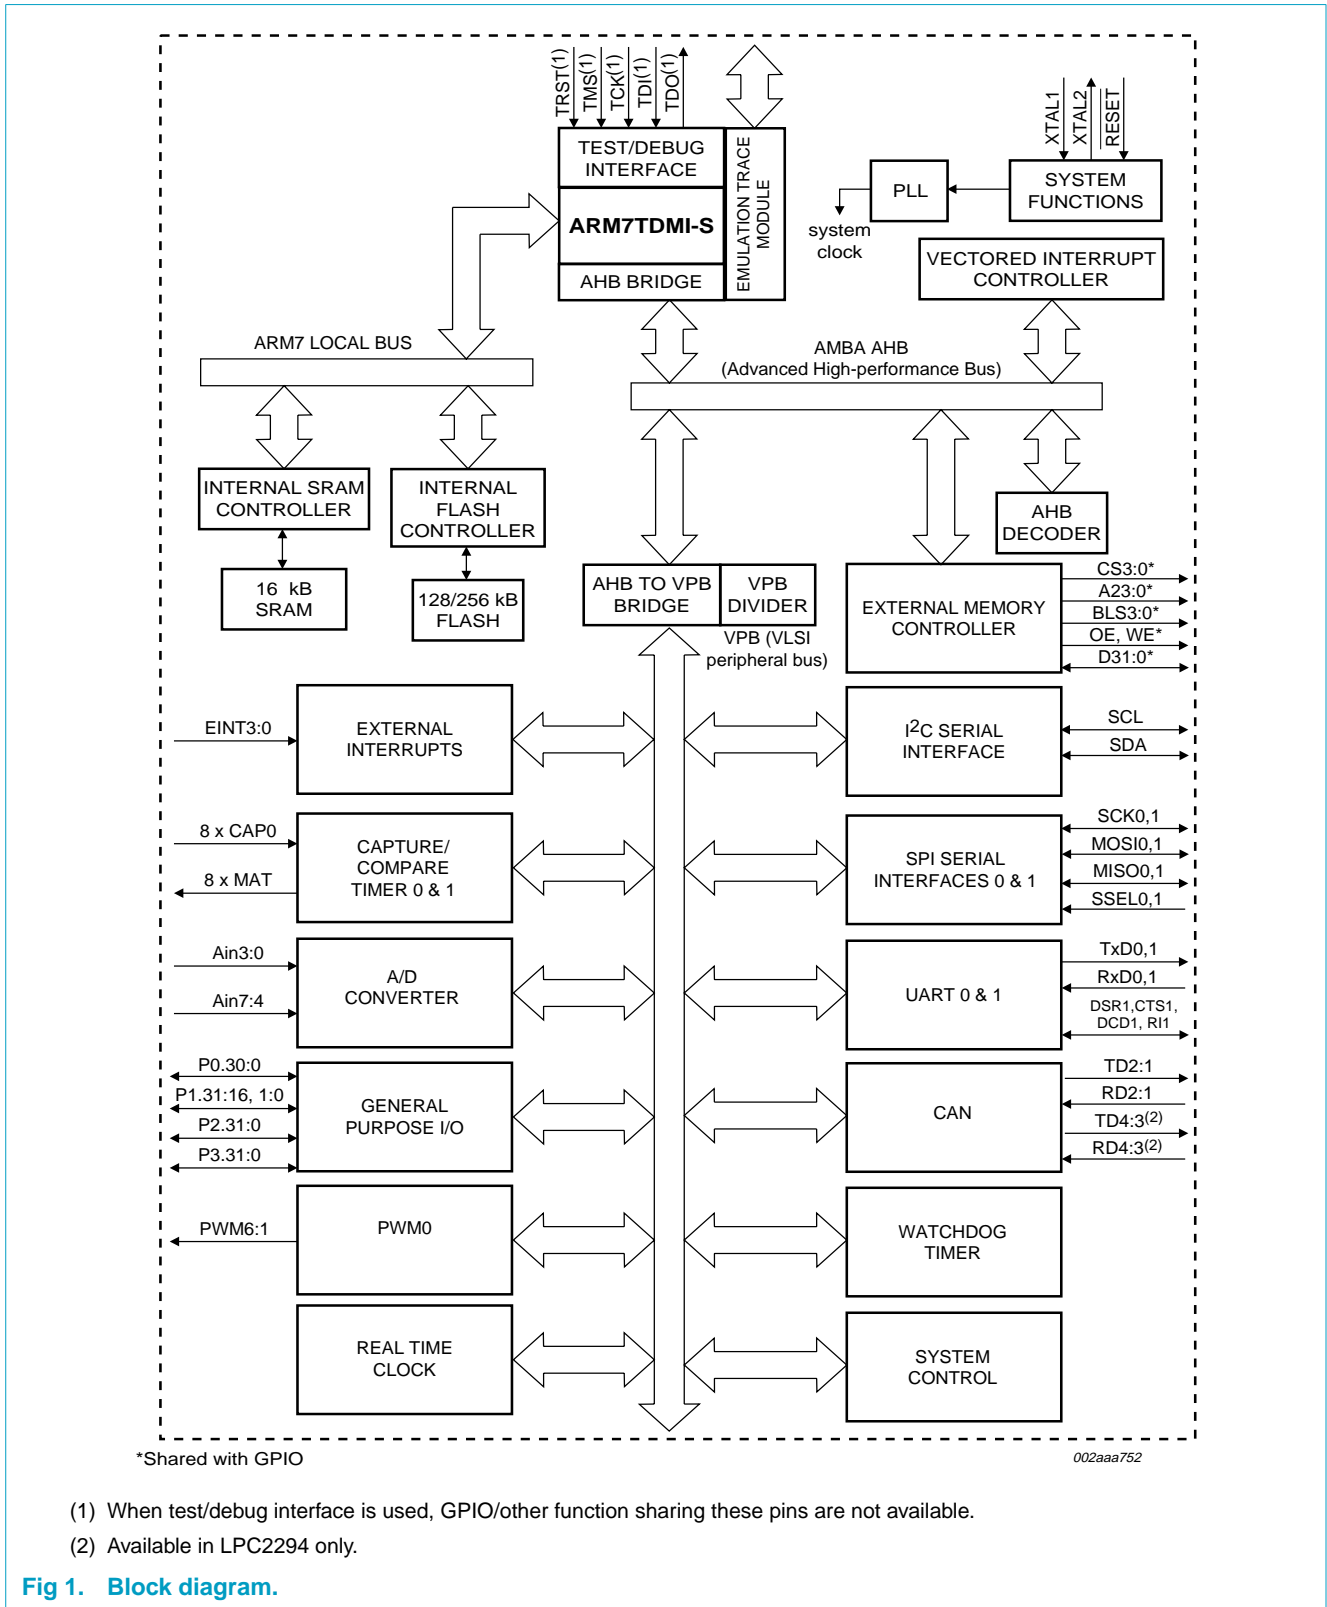 TRST(1)
TMS(1)
TCK(1)
TDI(1)
TDO(1)
XTAL1
XTAL2
RESET
TEST/DEBUG
INTERFACE
EMULATION TRACE
MODULE
ARM7TDMI-S
AHB BRIDGE
PLL
SYSTEM
FUNCTIONS
system
clock
VECTORED INTERRUPT
CONTROLLER
ARM7 LOCAL BUS
AMBA AHB
(Advanced High-performance Bus)
INTERNAL SRAM
CONTROLLER
INTERNAL
FLASH
CONTROLLER
AHB
DECODER
16 kB
SRAM
128/256 kB
FLASH
AHB TO VPB
BRIDGE
VPB
DIVIDER
VPB (VLSI
peripheral bus)
EXTERNAL MEMORY
CONTROLLER
CS3:0*
A23:0*
BLS3:0*
OE, WE*
D31:0*
EINT3:0
EXTERNAL
INTERRUPTS
I2C SERIAL
INTERFACE
SCL
SDA
8 x CAP0
8 x MAT
CAPTURE/
COMPARE
TIMER 0 & 1
SPI SERIAL
INTERFACES 0 & 1
SCK0,1
MOSI0,1
MISO0,1
SSEL0,1
Ain3:0
Ain7:4
A/D
CONVERTER
UART 0 & 1
TxD0,1
RxD0,1
DSR1,CTS1,
DCD1, RI1
P0.30:0
P1.31:16, 1:0
P2.31:0
P3.31:0
GENERAL
PURPOSE I/O
CAN
TD2:1
RD2:1
TD4:3(2)
RD4:3(2)
PWM6:1
PWM0
WATCHDOG
TIMER
REAL TIME
CLOCK
SYSTEM
CONTROL
*Shared with GPIO
002aaa752
(1) When test/debug interface is used, GPIO/other function sharing these pins are not available.
(2) Available in LPC2294 only.
Fig 1. Block diagram.